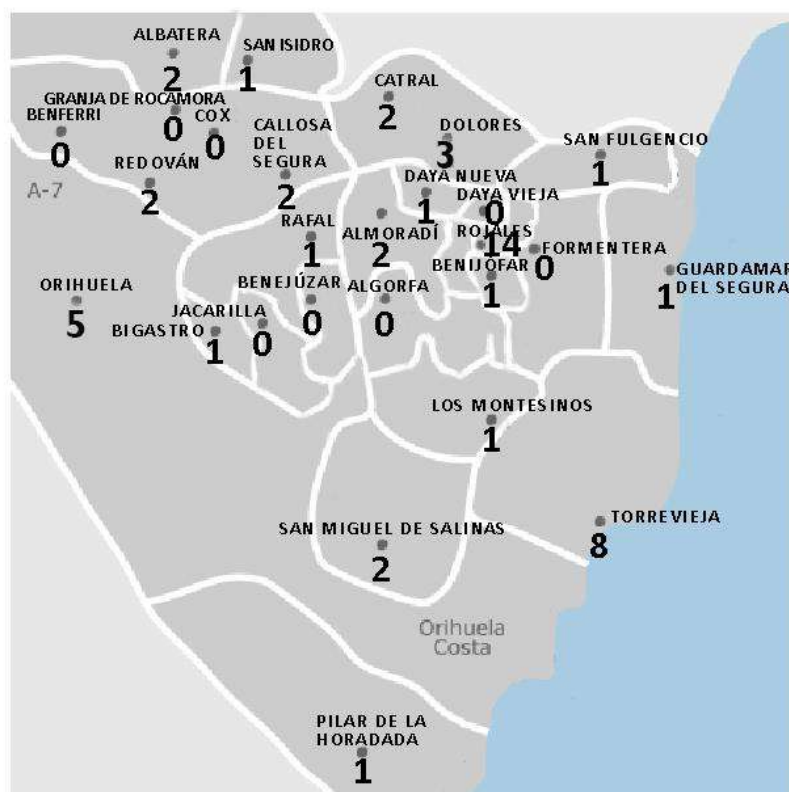 ALBATERA
2
SAN ISIDRO
1
GRANJA DE ROCAMORA
0
COX
0
BENFERRI
0
CATRAL
2
DOLORES
3
SAN FULGENCIO
1
CALLOSA
DEL
SEGURA
2
REDOVÁN
2
A-7
DAYA NUEVA
1
DAYA VIEJA
0
RAFAL
1
ALMORADÍ
2
ROJALES
14
FORMENTERA
0
BENIJÓFAR
1
GUARDAMAR
DEL SEGURA
1
ORIHUELA
5
BENEJÚZAR
0
ALGORFA
0
JACARILLA
0
BIGASTRO
1
LOS MONTESINOS
1
TORREVIEJA
8
SAN MIGUEL DE SALINAS
2
Orihuela
Costa
PILAR DE LA
HORADADA
1